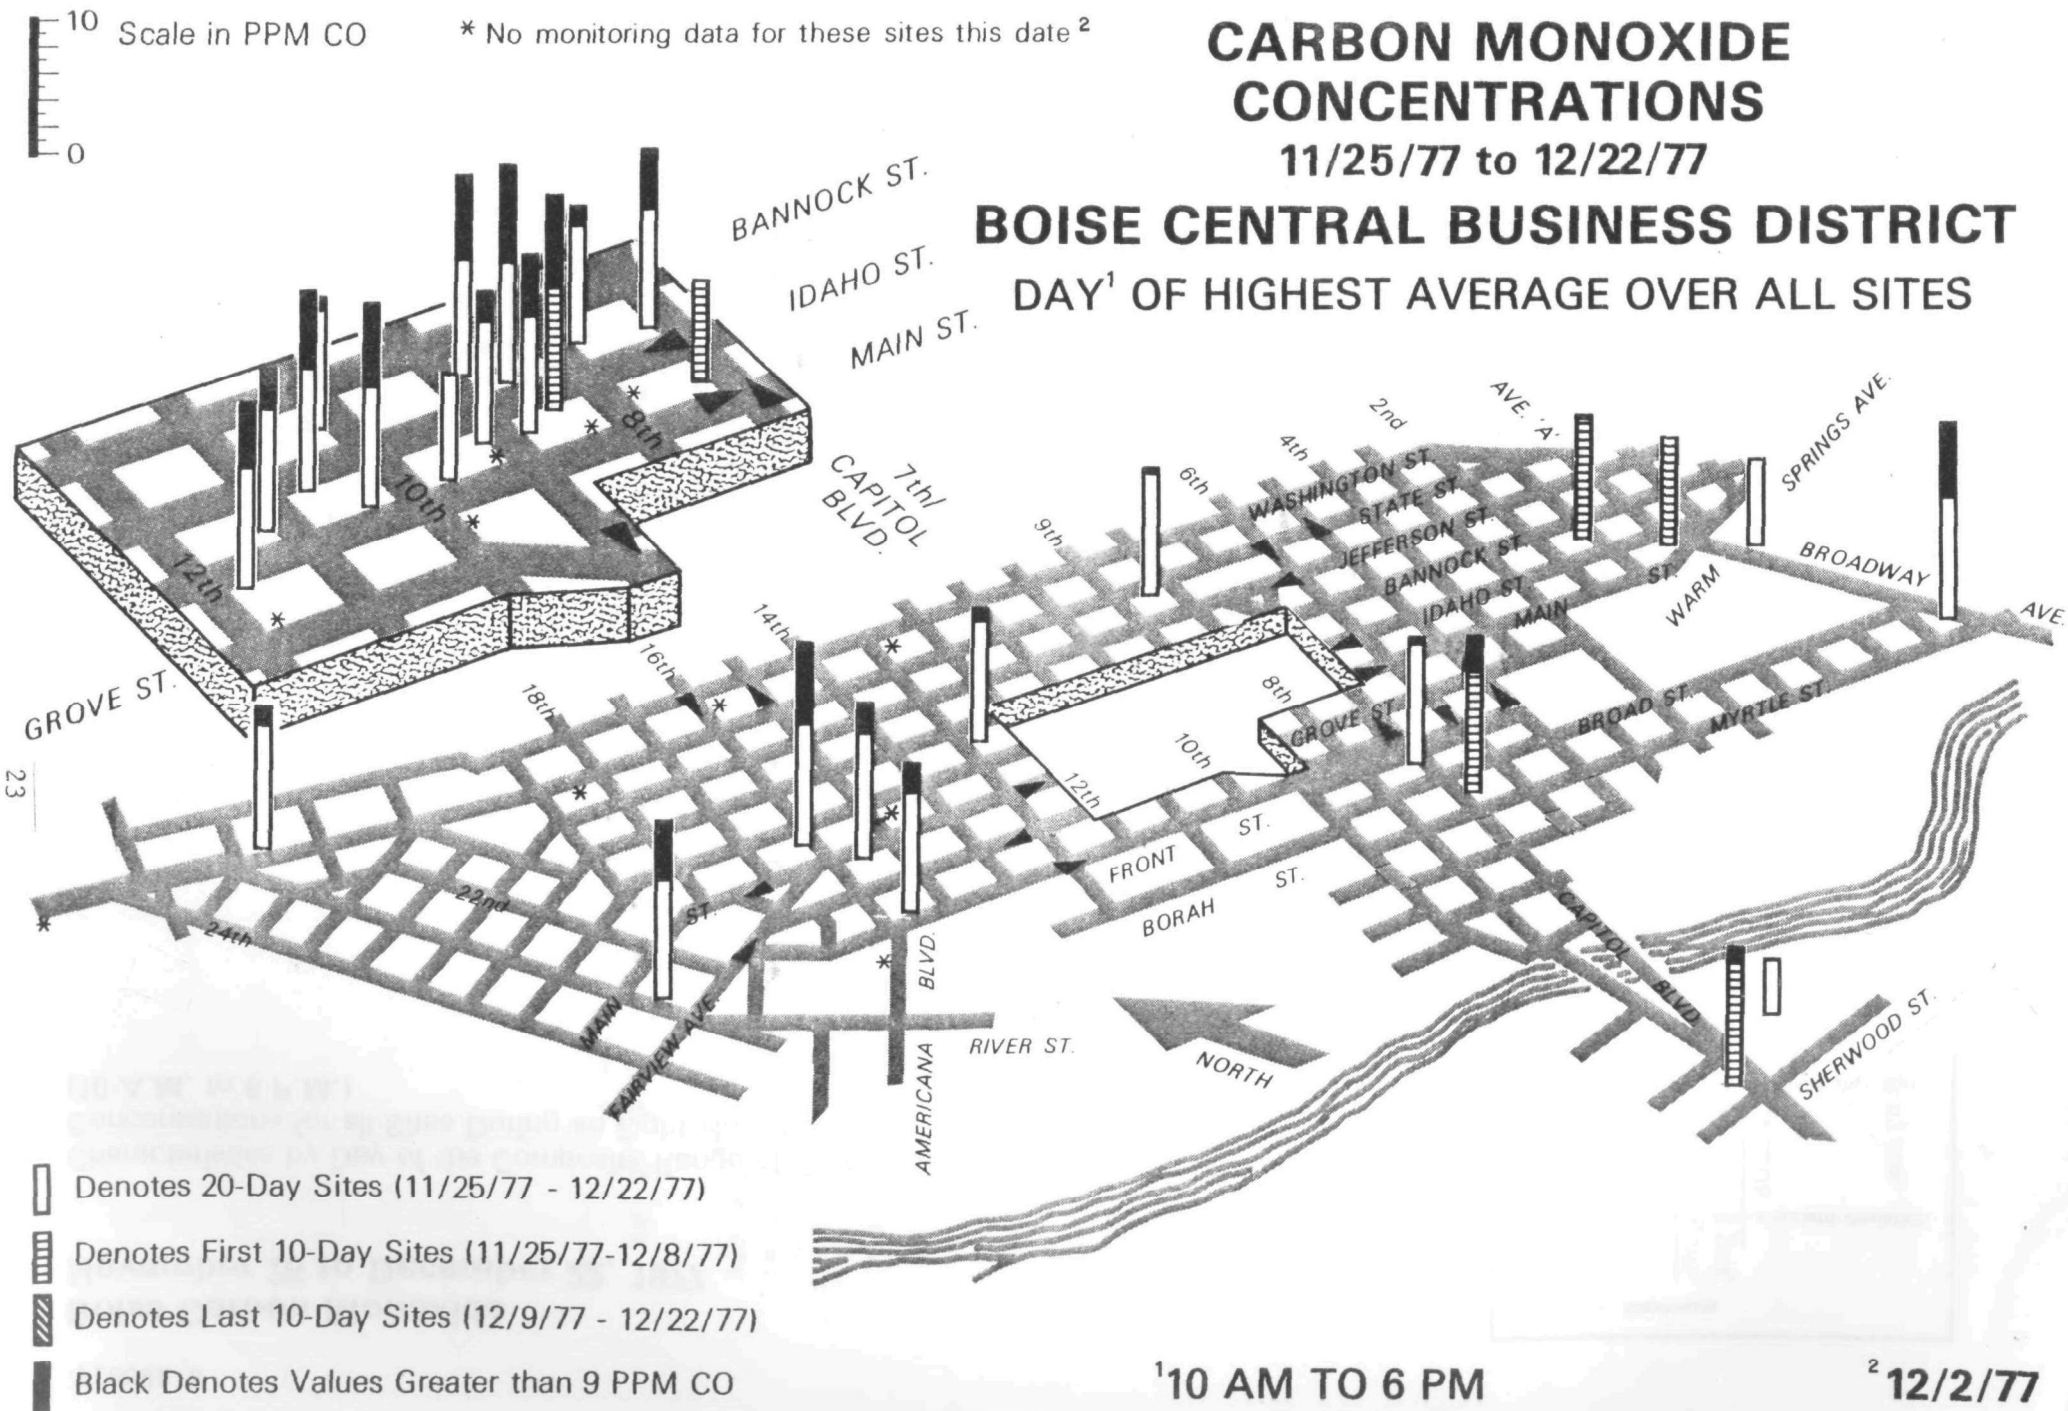 10
Scale in PPM CO
0
* No monitoring data for these sites this date ²
CARBON MONOXIDE
CONCENTRATIONS
11/25/77 to 12/22/77
BOISE CENTRAL BUSINESS DISTRICT
DAY¹ OF HIGHEST AVERAGE OVER ALL SITES
BANNOCK ST.
IDAHO ST.
MAIN ST.
8th
10th
12th
7th/
CAPITOL
BLVD.
GROVE ST.
23
2nd
4th
6th
9th
14th
16th
18th
AVE. 'A'
SPRINGS AVE.
WASHINGTON ST.
STATE ST.
JEFFERSON ST.
BANNOCK ST.
IDAHO ST.
MAIN
ST.
WARM
BROADWAY
AVE.
8th
10th
12th
GROVE ST.
BROAD ST.
MYRTLE ST.
FRONT
ST.
BORAH
ST.
22nd
24th
ST.
MAIN
FAIRVIEW AVE.
AMERICANA BLVD.
RIVER ST.
NORTH
CAPITOL
BLVD.
SHERWOOD ST.
Denotes 20-Day Sites (11/25/77 - 12/22/77)
Denotes First 10-Day Sites (11/25/77-12/8/77)
Denotes Last 10-Day Sites (12/9/77 - 12/22/77)
Black Denotes Values Greater than 9 PPM CO
¹10 AM TO 6 PM
² 12/2/77